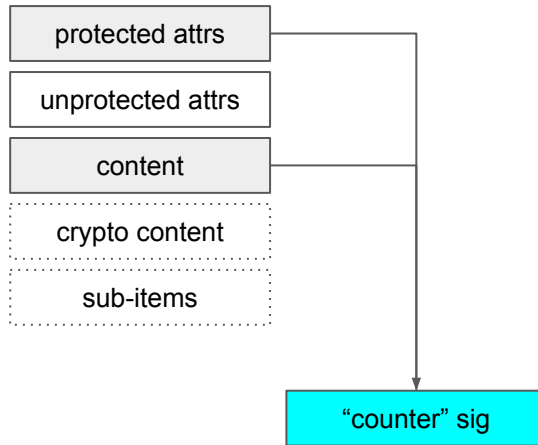 protected attrs
unprotected attrs
content
crypto content
sub-items
“counter” sig